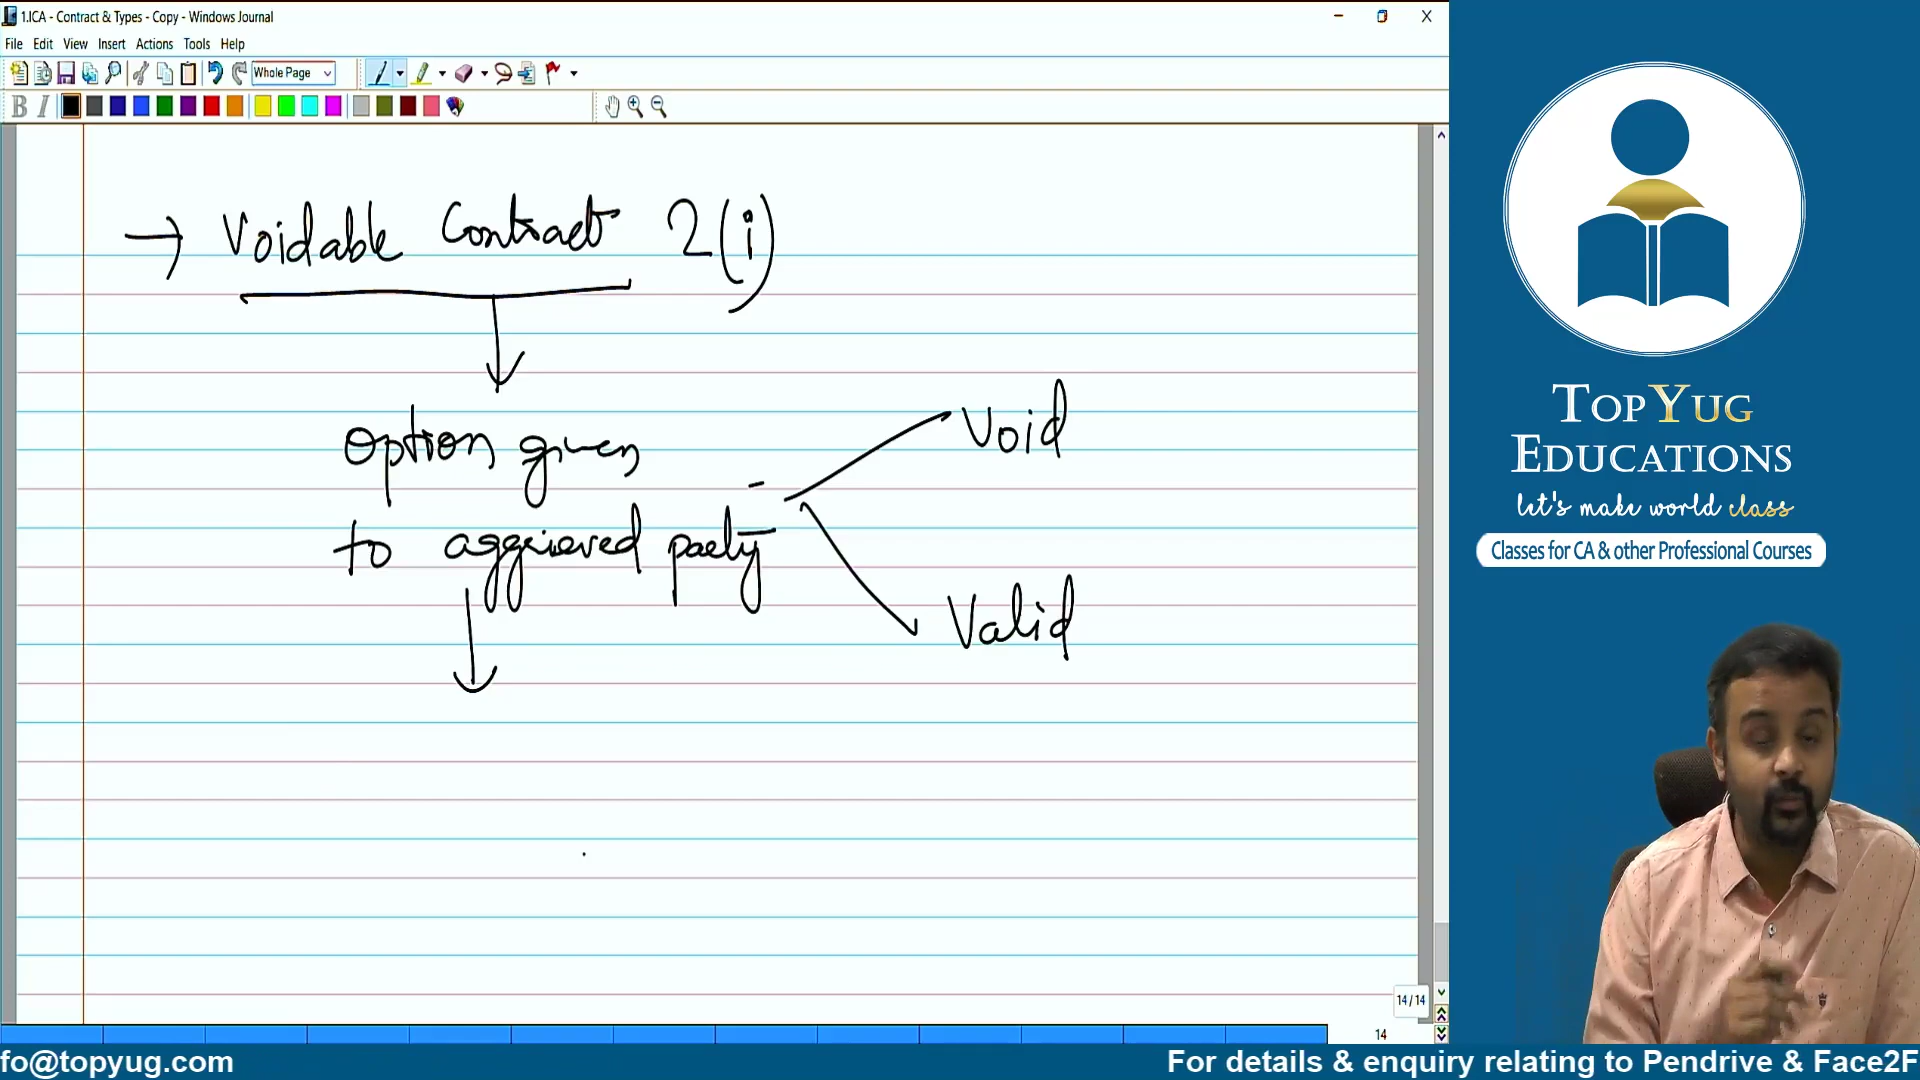 1.ICA - Contract & Types - Copy - Windows Journal
File Edit View Insert Actions Tools Help
Whole Page
B I
→ Voidable Contract 2(i)
Option given
to aggrieved party
Void
Valid
14 / 14
14
TOPYUG
EDUCATIONS
let's make world class
Classes for CA & other Professional Courses
fo@topyug.com
For details & enquiry relating to Pendrive & Face2F